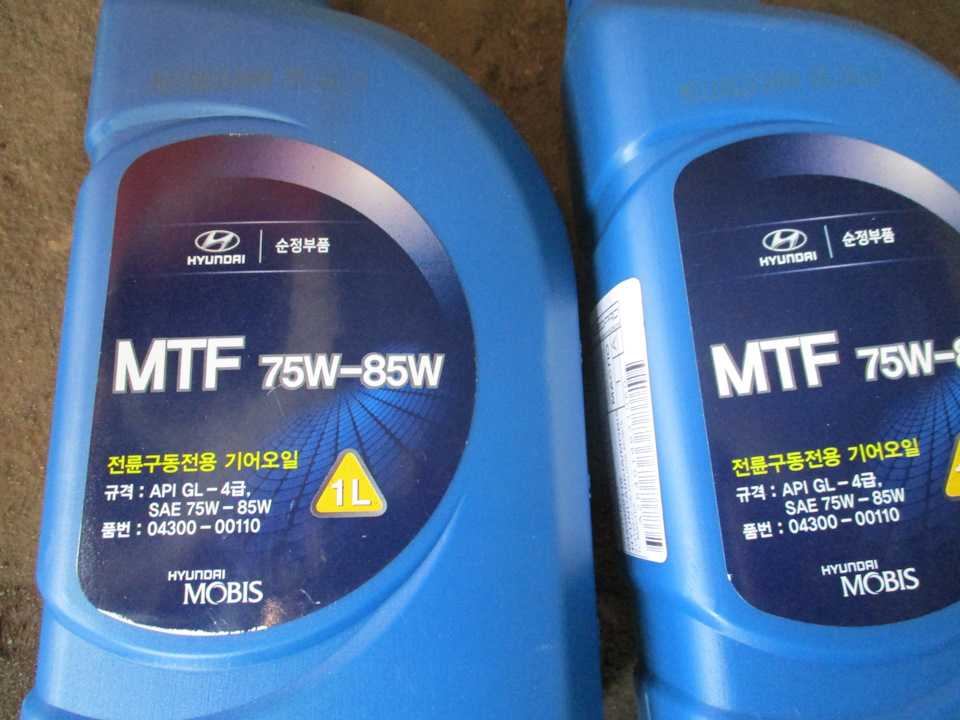 HYUNDAI 순정부품
MTF 75W-85W
전륜구동전용 기어오일
규격 : API GL-4급,
SAE 75W-85W
품번 : 04300-00110
1L
HYUNDAI
MOBIS
HYUNDAI 순정부품
MTF 75W-8
전륜구동전용 기어오일
규격 : API GL-4급,
SAE 75W-85W
품번 : 04300-00110
HYUNDAI
MOBIS